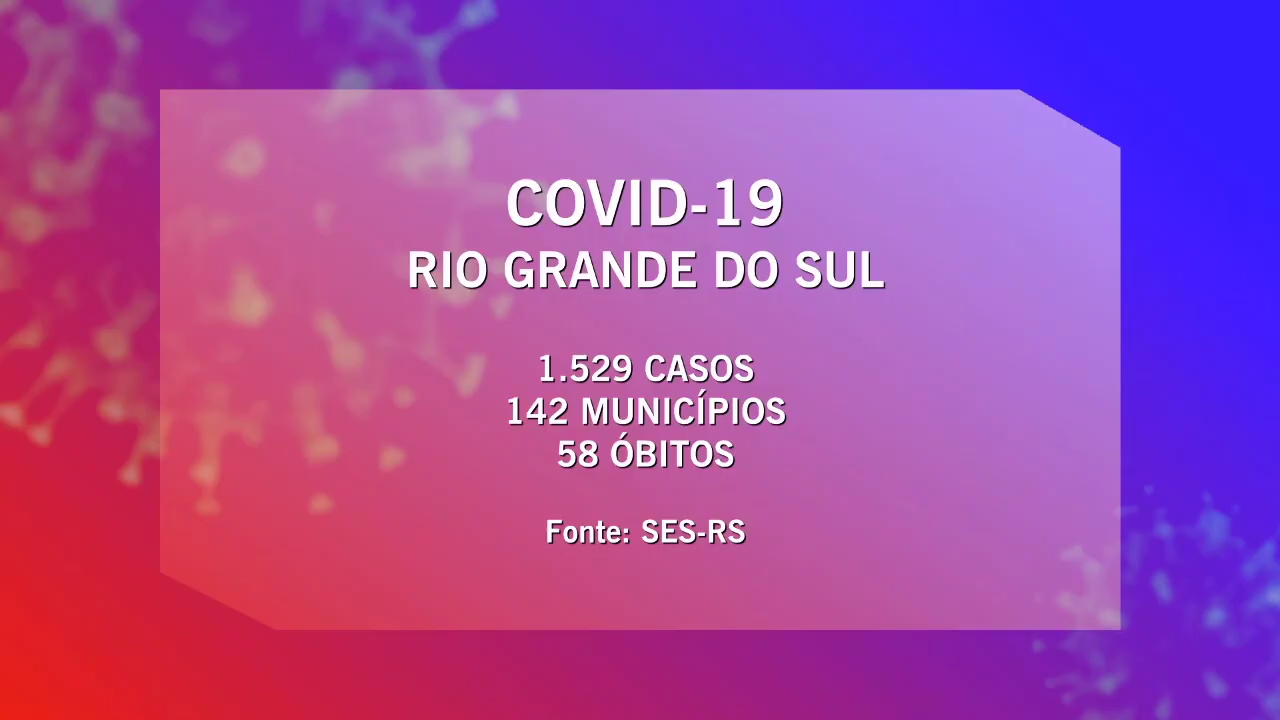 COVID-19
RIO GRANDE DO SUL
1.529 CASOS
142 MUNICÍPIOS
58 ÓBITOS
Fonte: SES-RS